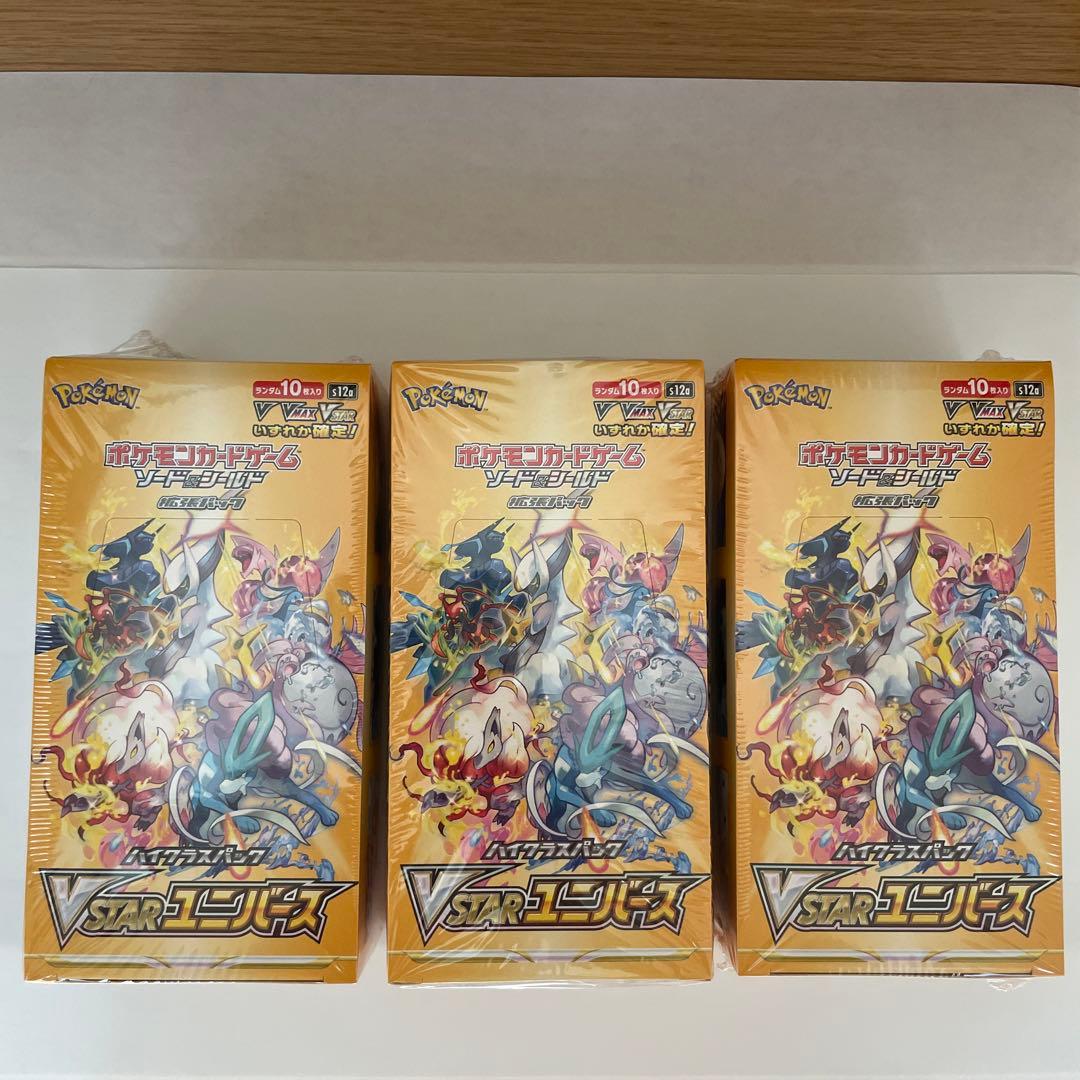 Pokémon
ランダム10枚入り s12a
V VMAX VSTAR
いずれか確定!
ポケモンカードゲーム
ソード&シールド
拡張パック
ハイクラスパック
VSTARユニバース
Pokémon
ランダム10枚入り s12a
V VMAX VSTAR
いずれか確定!
ポケモンカードゲーム
ソード&シールド
拡張パック
ハイクラスパック
VSTARユニバース
Pokémon
ランダム10枚入り s12a
V VMAX VSTAR
いずれか確定!
ポケモンカードゲーム
ソード&シールド
拡張パック
ハイクラスパック
VSTARユニバース